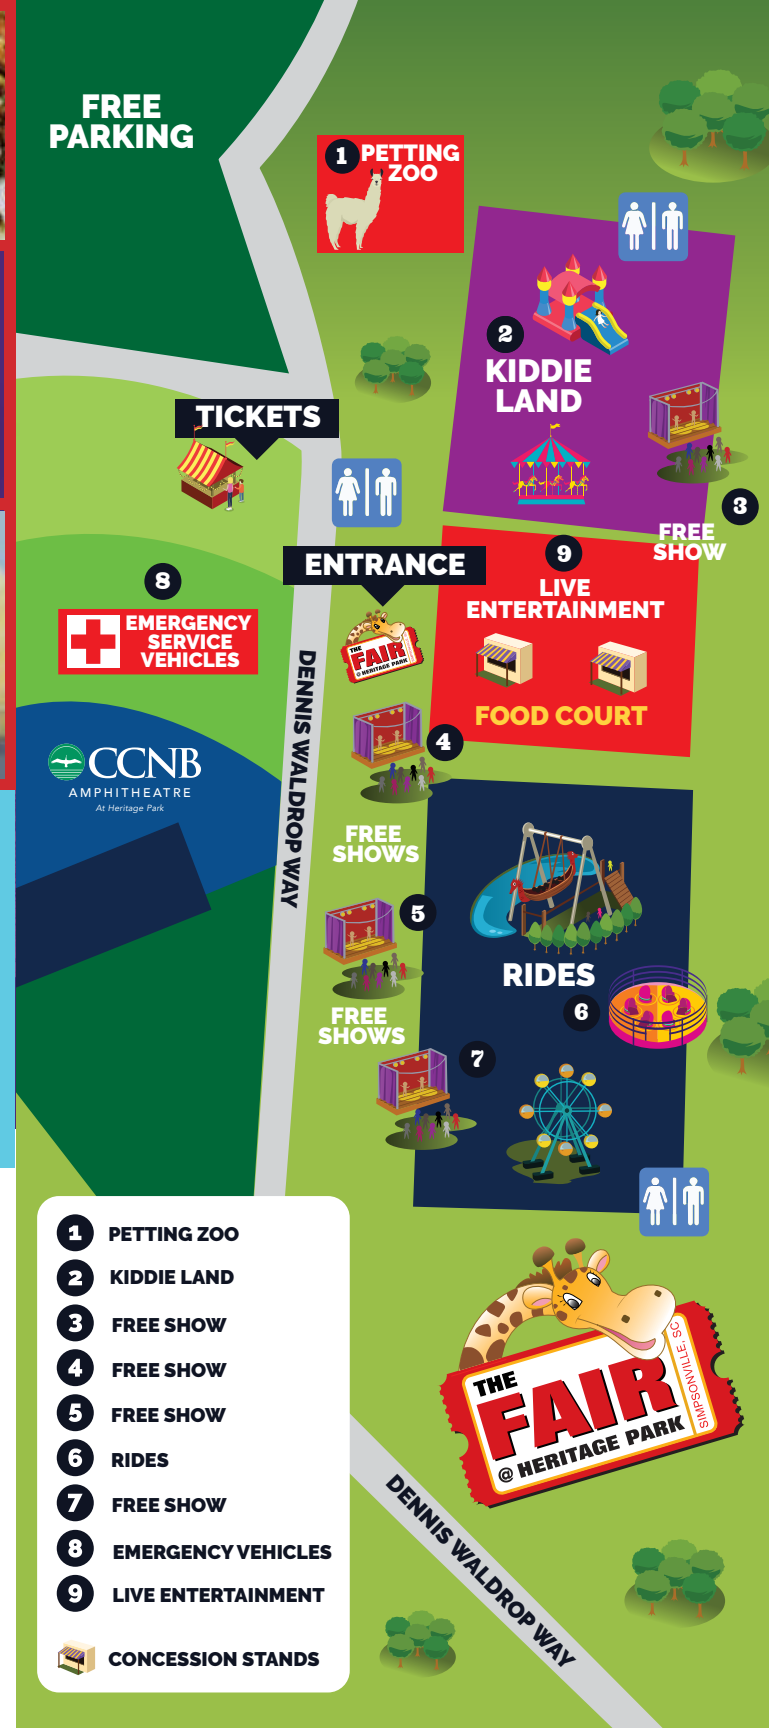 FREE
PARKING
1
PETTING
ZOO
2
KIDDIE
LAND
TICKETS
3
FREE
SHOW
ENTRANCE
9
LIVE
ENTERTAINMENT
FOOD COURT
8
EMERGENCY
SERVICE
VEHICLES
THE
FAIR
@ HERITAGE PARK
DENNIS WALDROP WAY
4
CCNB
AMPHITHEATRE
At Heritage Park
FREE
SHOWS
5
RIDES
6
FREE
SHOWS
7
1 PETTING ZOO
2 KIDDIE LAND
3 FREE SHOW
4 FREE SHOW
5 FREE SHOW
6 RIDES
7 FREE SHOW
8 EMERGENCY VEHICLES
9 LIVE ENTERTAINMENT
CONCESSION STANDS
THE
FAIR
@ HERITAGE PARK
SIMPSONVILLE, SC
DENNIS WALDROP WAY